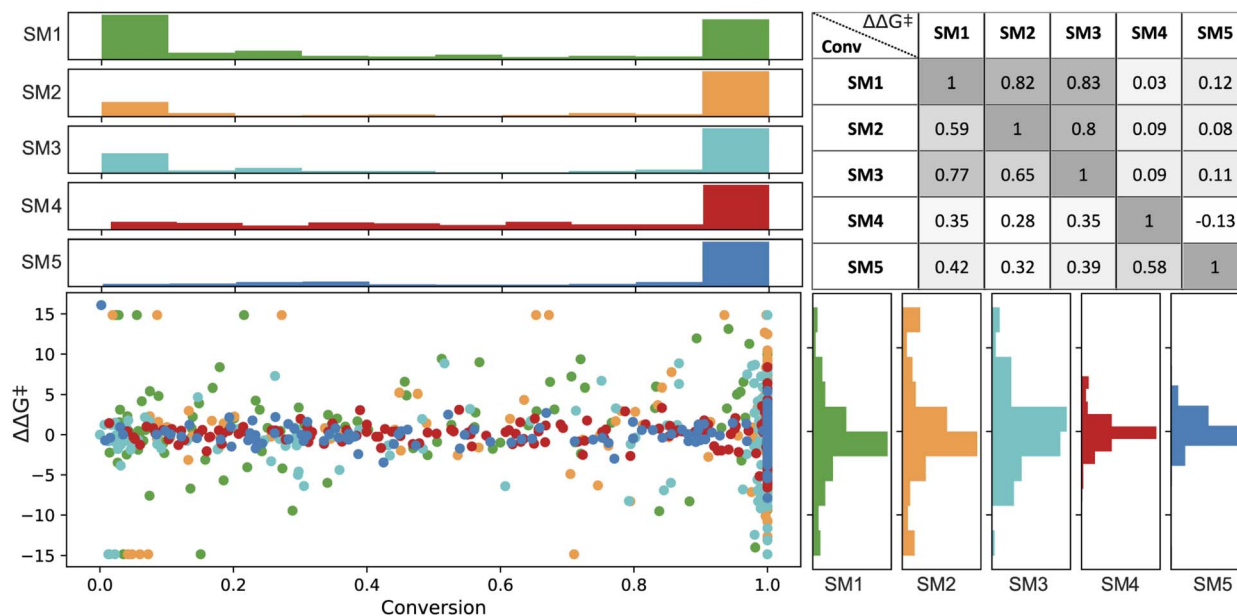 SM1
SM2
SM3
SM4
SM5
ΔΔG‡
Conv
SM1 SM2 SM3 SM4 SM5
SM1 1 0.82 0.83 0.03 0.12
SM2 0.59 1 0.8 0.09 0.08
SM3 0.77 0.65 1 0.09 0.11
SM4 0.35 0.28 0.35 1 -0.13
SM5 0.42 0.32 0.39 0.58 1
ΔΔG‡
15
10
5
0
−5
−10
−15
0.0 0.2 0.4 0.6 0.8 1.0
Conversion
SM1 SM2 SM3 SM4 SM5